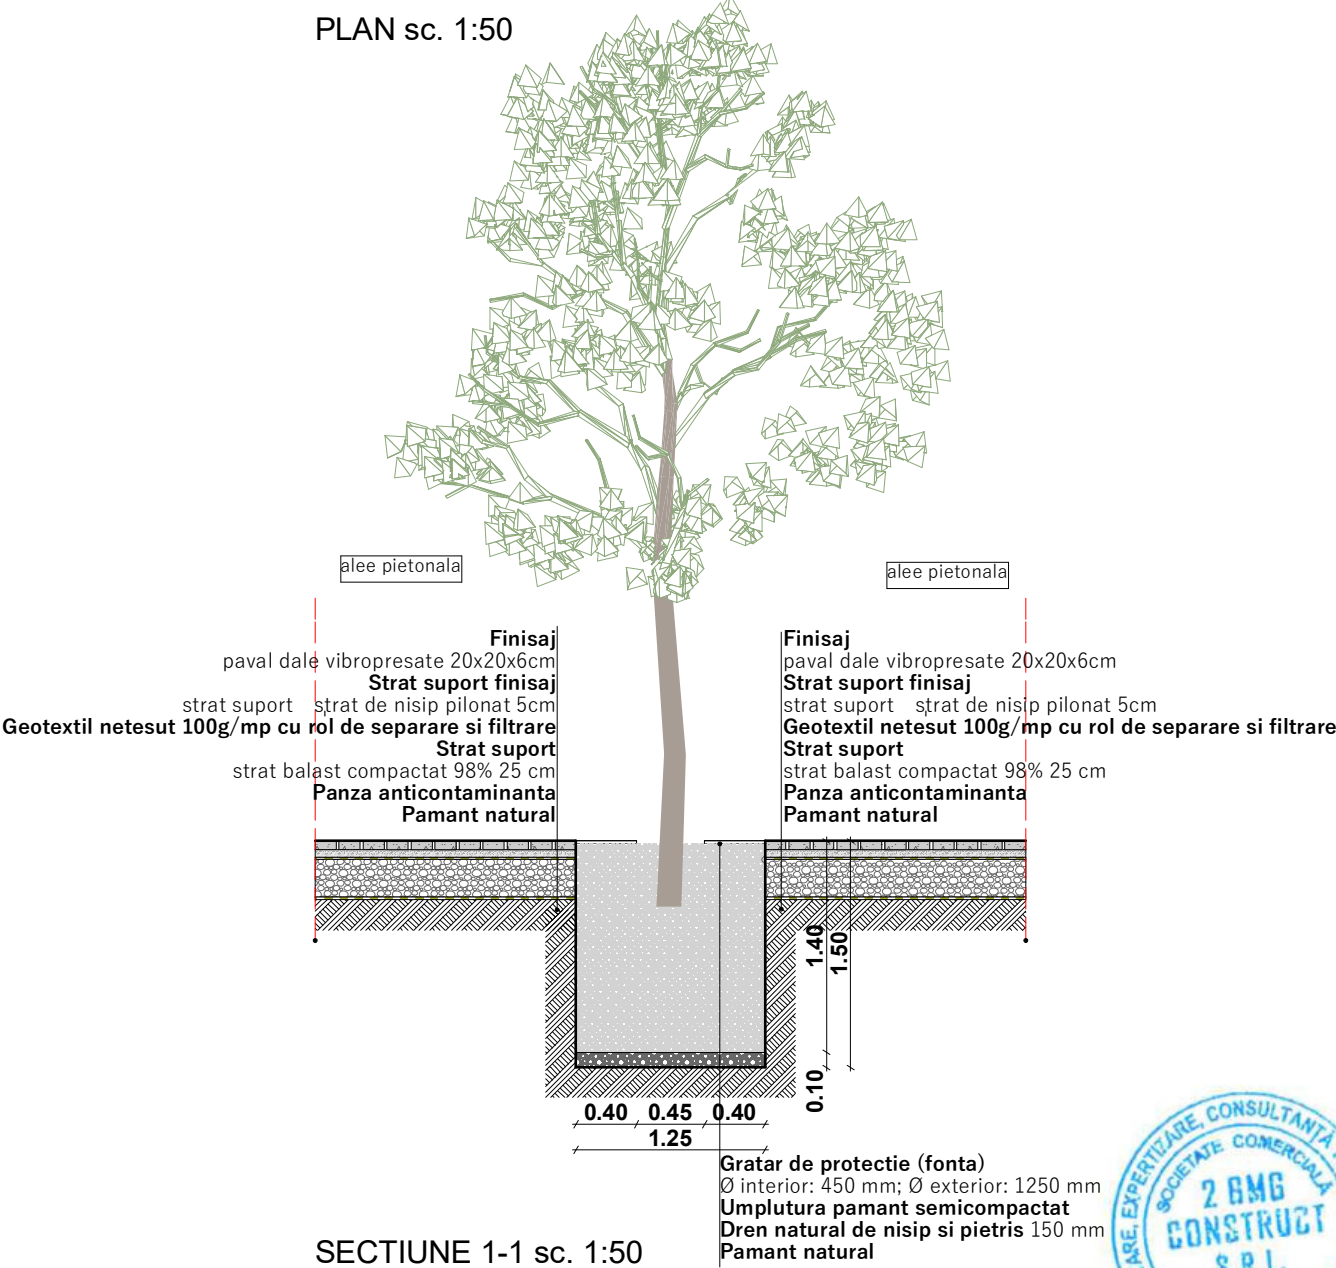 PLAN sc. 1:50
alee pietonala
alee pietonala
Finisaj
paval dale vibropresate 20x20x6cm
Strat suport finisaj
strat suport strat de nisip pilonat 5cm
Geotextil netesut 100g/mp cu rol de separare si filtrare
Strat suport
strat balast compactat 98% 25 cm
Panza anticontaminanta
Pamant natural
Finisaj
paval dale vibropresate 20x20x6cm
Strat suport finisaj
strat suport strat de nisip pilonat 5cm
Geotextil netesut 100g/mp cu rol de separare si filtrare
Strat suport
strat balast compactat 98% 25 cm
Panza anticontaminanta
Pamant natural
1.40
1.50
0.10
0.40 0.45 0.40
1.25
Gratar de protectie (fonta)
Ø interior: 450 mm; Ø exterior: 1250 mm
Umplutura pamant semicompactat
Dren natural de nisip si pietris 150 mm
Pamant natural
SECTIUNE 1-1 sc. 1:50
EXPERTIZARE, CONSULTANTA
SOCIETATE COMERCIALA
2 GMG
CONSTRUCT
S.R.L.